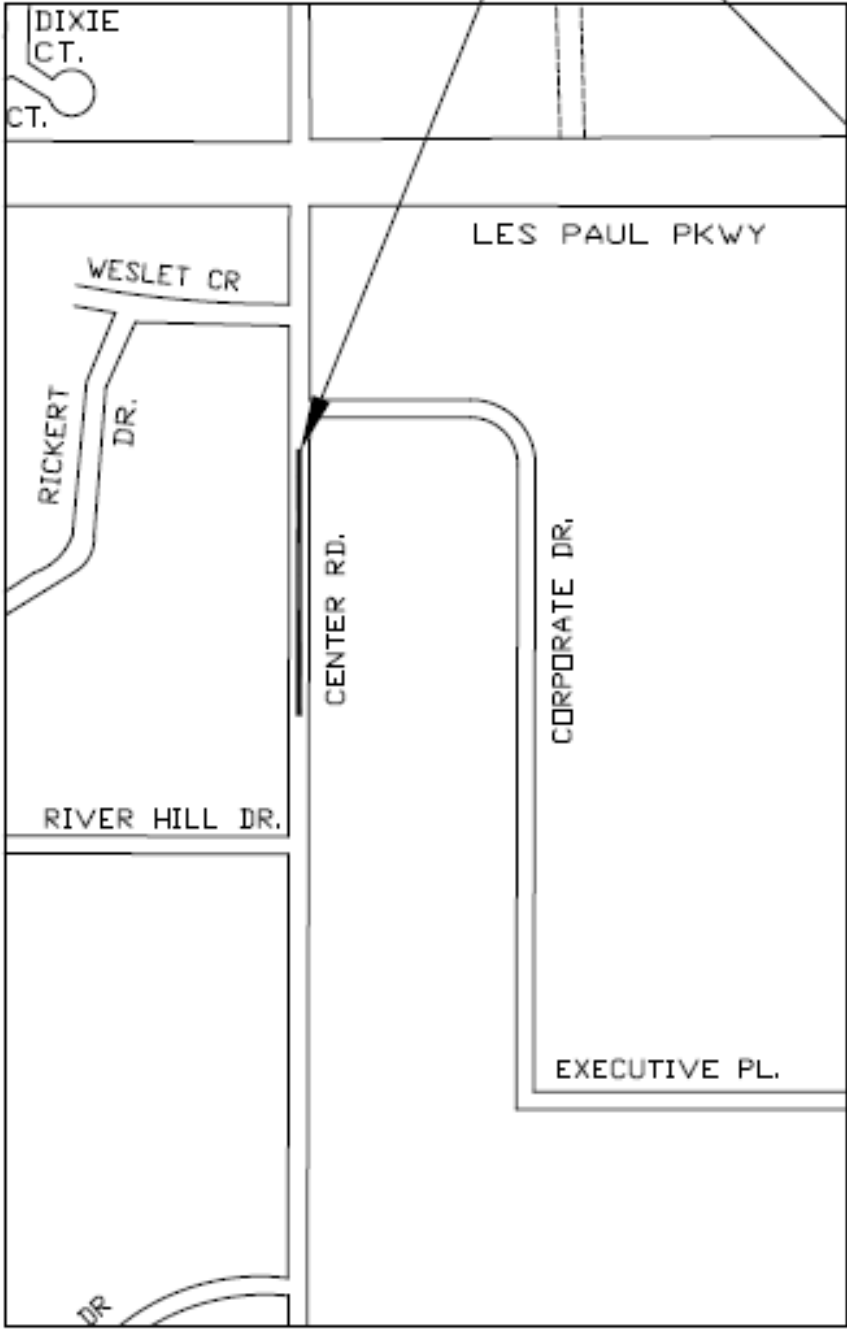 DIXIE
CT.
CT.
LES PAUL PKWY
WESLET CR
RICKERT
DR.
CENTER RD.
CORPORATE DR.
RIVER HILL DR.
EXECUTIVE PL.
DR